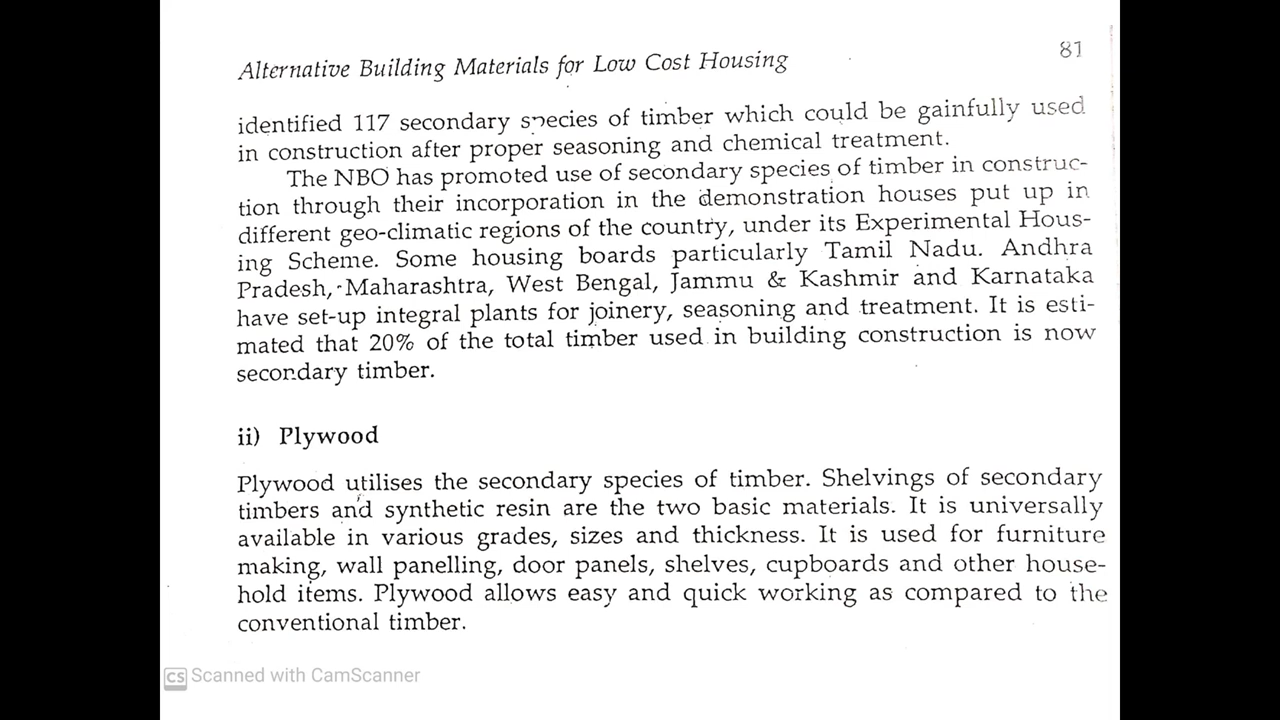 Alternative Building Materials for Low Cost Housing
81
identified 117 secondary species of timber which could be gainfully used
in construction after proper seasoning and chemical treatment.
The NBO has promoted use of secondary species of timber in construc-
tion through their incorporation in the demonstration houses put up in
different geo-climatic regions of the country, under its Experimental Hous-
ing Scheme. Some housing boards particularly Tamil Nadu. Andhra
Pradesh, Maharashtra, West Bengal, Jammu & Kashmir and Karnataka
have set-up integral plants for joinery, seasoning and treatment. It is esti-
mated that 20% of the total timber used in building construction is now
secondary timber.
ii) Plywood
Plywood utilises the secondary species of timber. Shelvings of secondary
timbers and synthetic resin are the two basic materials. It is universally
available in various grades, sizes and thickness. It is used for furniture
making, wall panelling, door panels, shelves, cupboards and other house-
hold items. Plywood allows easy and quick working as compared to the
conventional timber.
CS Scanned with CamScanner